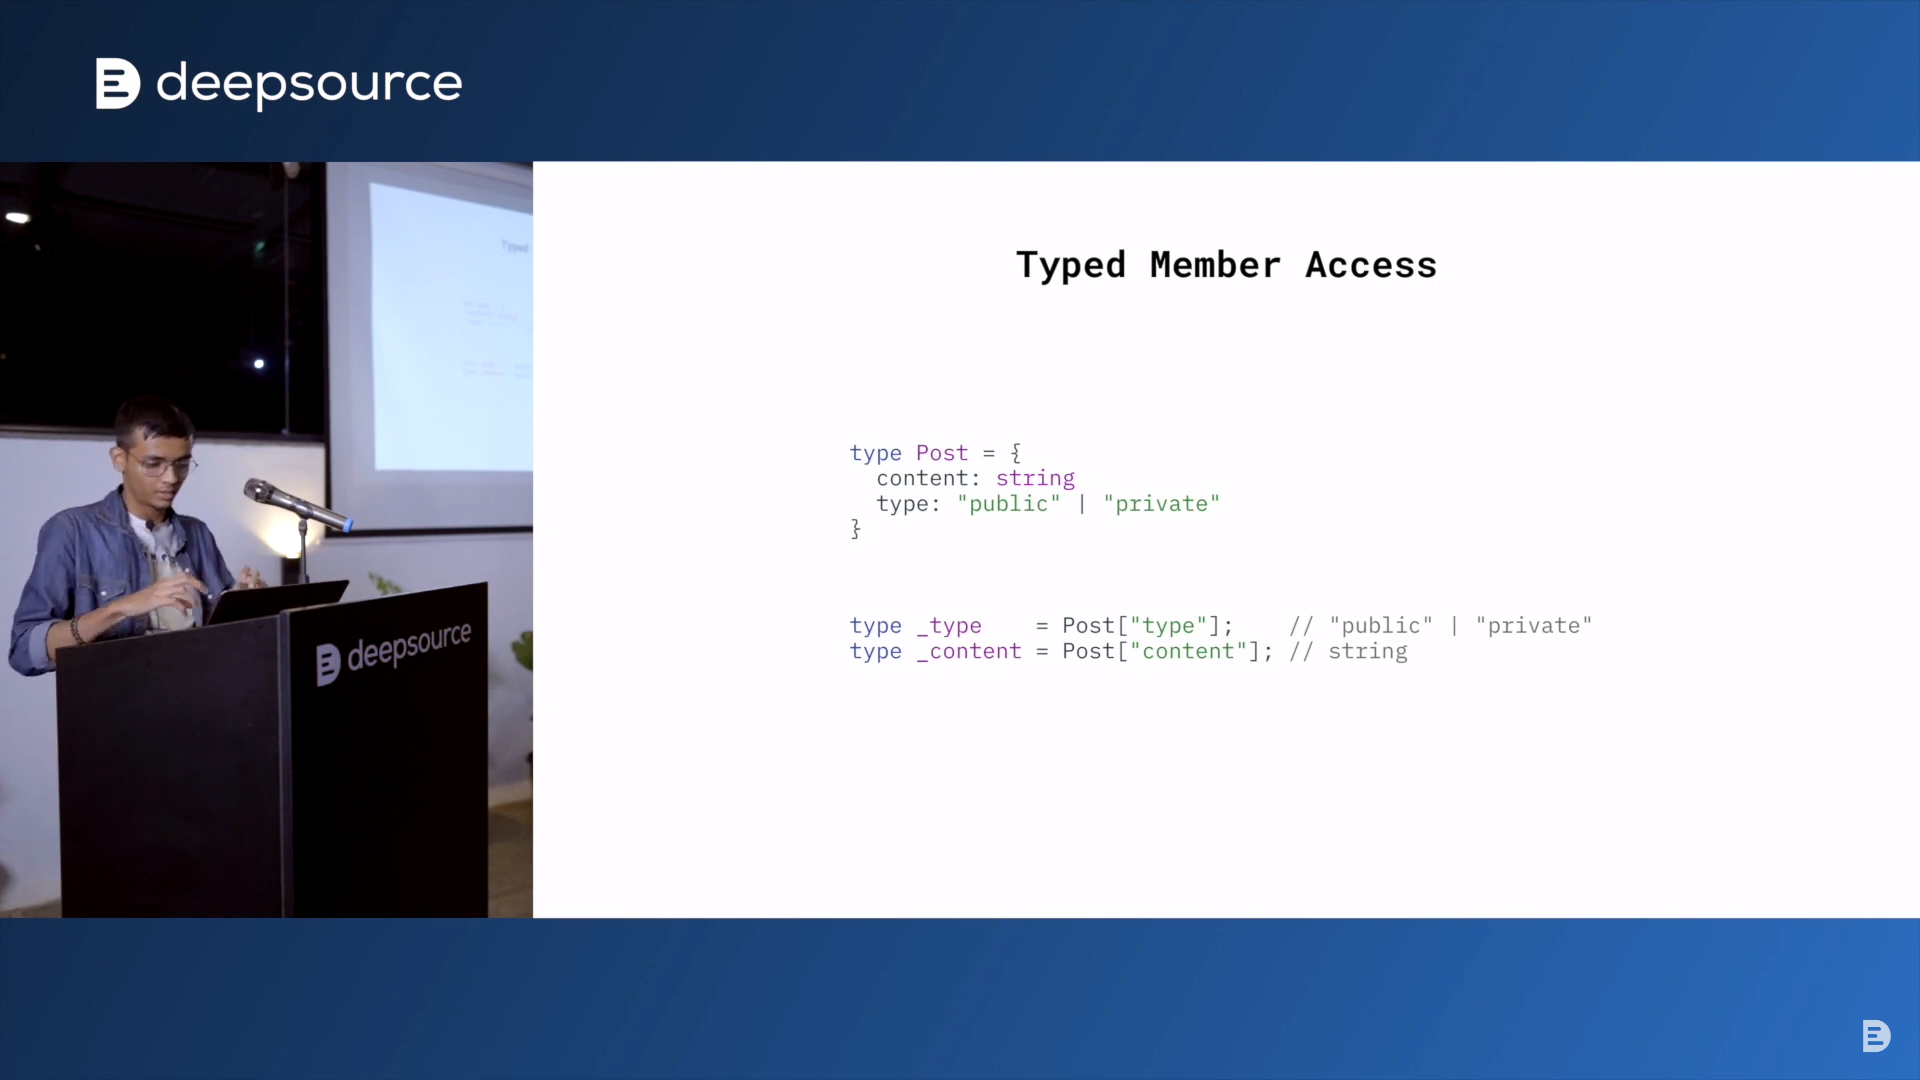 deepsource
Typed
deepsource
Typed Member Access
type Post = {
  content: string
  type: "public" | "private"
}
type _type    = Post["type"];    // "public" | "private"
type _content = Post["content"]; // string